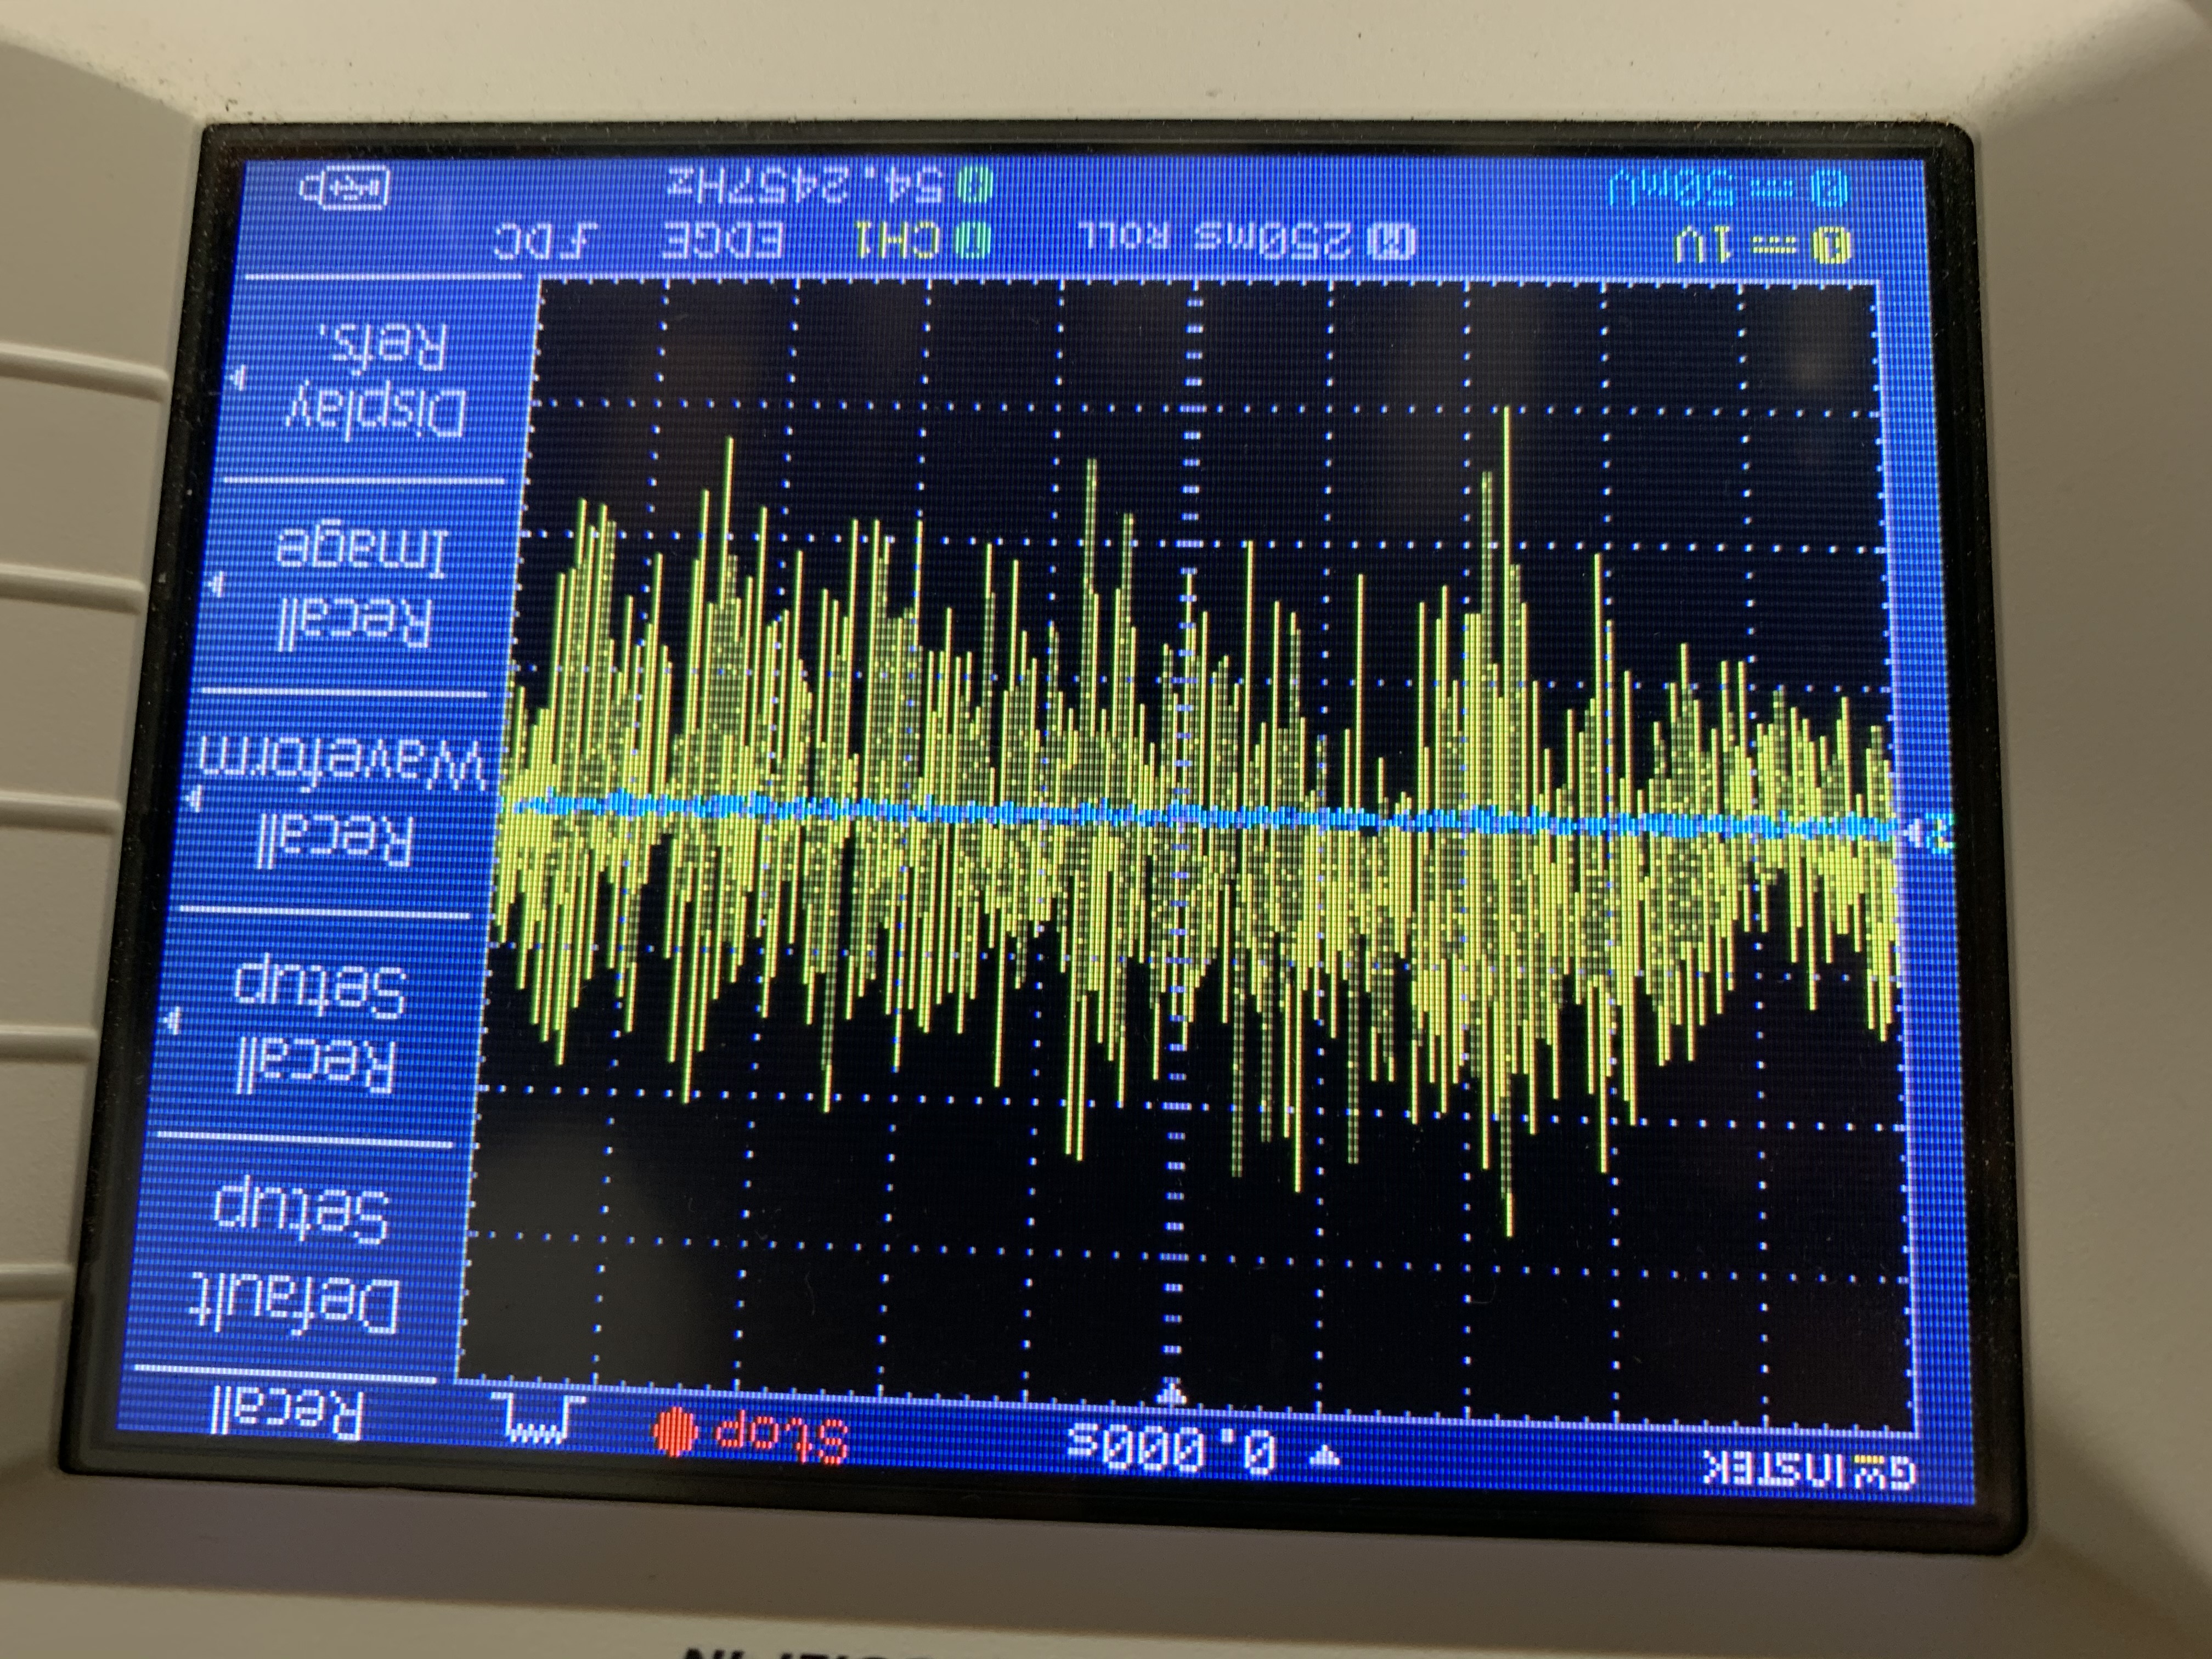 GW INSTEK
0.000s
Stop
Recall
Default
Setup
Recall
Setup
Recall
Waveform
Recall
Image
Display
Refs.
2
1 1V
M 250ms ROLL
CH1 EDGE DC
2 50mV
54.2457Hz